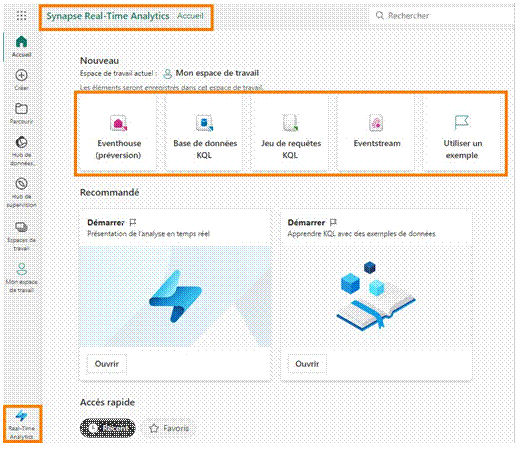 Synapse Real-Time Analytics Accueil
Rechercher
Accueil
Créer
Parcourir
Hub de
données...
Hub de
supervision
Espaces de
travail
Mon espace
de travail
Real-Time
Analytics
Nouveau
Espace de travail actuel : Mon espace de travail
Les éléments seront enregistrés dans cet espace de travail.
Eventhouse
(préversion)
Base de données
KQL
Jeu de requêtes
KQL
Eventstream
Utiliser un
exemple
Recommandé
Démarrer
Présentation de l'analyse en temps réel
Ouvrir
Démarrer
Apprendre KQL avec des exemples de données
Ouvrir
Accès rapide
Récent
Favoris